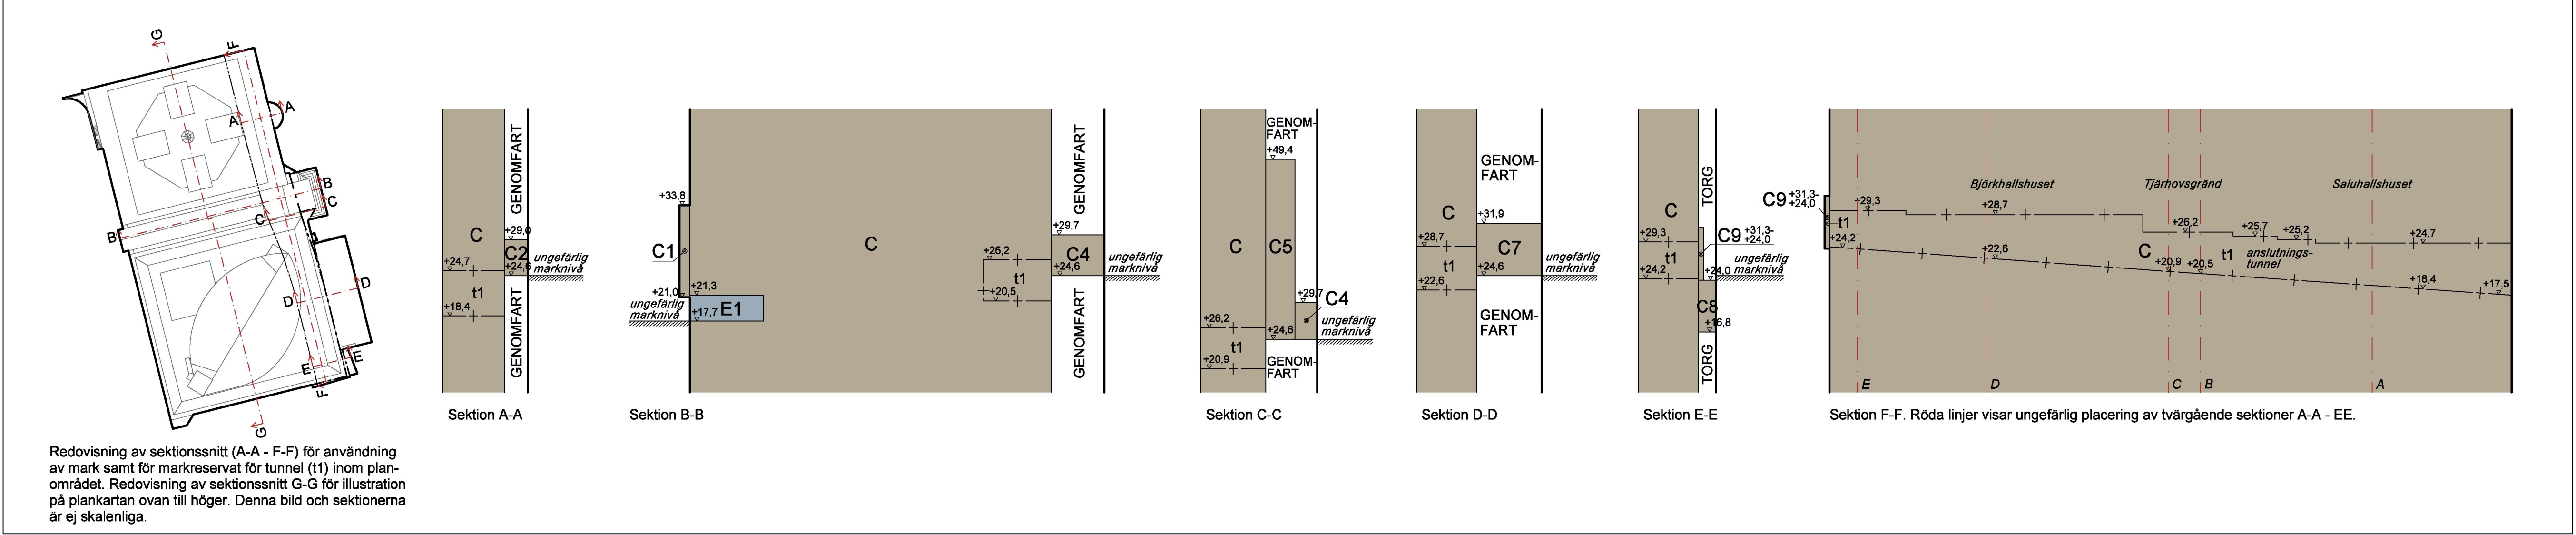 G
F
A
A
B
C
C
B
D
D
E
E
F
G
Redovisning av sektionssnitt (A-A - F-F) för användning
av mark samt för markreservat för tunnel (t1) inom plan-
området. Redovisning av sektionssnitt G-G för illustration
på plankartan ovan till höger. Denna bild och sektionerna
är ej skalenliga.
GENOMFART
C
+29,0
C2
+24,7
+24,6
ungefärlig
marknivå
t1
+18,4
GENOMFART
Sektion A-A
+33,8
C1
+21,0
ungefärlig
marknivå
+21,3
+17,7
E1
C
+26,2
t1
+20,5
GENOMFART
+29,7
C4
+24,6
ungefärlig
marknivå
GENOMFART
Sektion B-B
GENOM-
FART
+49,4
C
C5
+29,7
C4
+26,2
+24,6
ungefärlig
marknivå
t1
+20,9
GENOM-
FART
Sektion C-C
GENOM-
FART
C
+31,9
+28,7
C7
t1
+24,6
ungefärlig
marknivå
+22,6
GENOM-
FART
Sektion D-D
TORG
C
+29,3
C9
+31,3-
+24,0
t1
+24,2
+24,0
ungefärlig
marknivå
C8
+16,8
TORG
Sektion E-E
C9
+31,3-
+24,0
+29,3
t1
+24,2
Björkhallshuset
+28,7
+22,6
Tjärhovsgränd
+26,2
C
+20,9
+20,5
t1
+25,7
+25,2
anslutnings-
tunnel
Saluhallshuset
+24,7
+18,4
+17,5
E
D
C
B
A
Sektion F-F. Röda linjer visar ungefärlig placering av tvärgående sektioner A-A - EE.